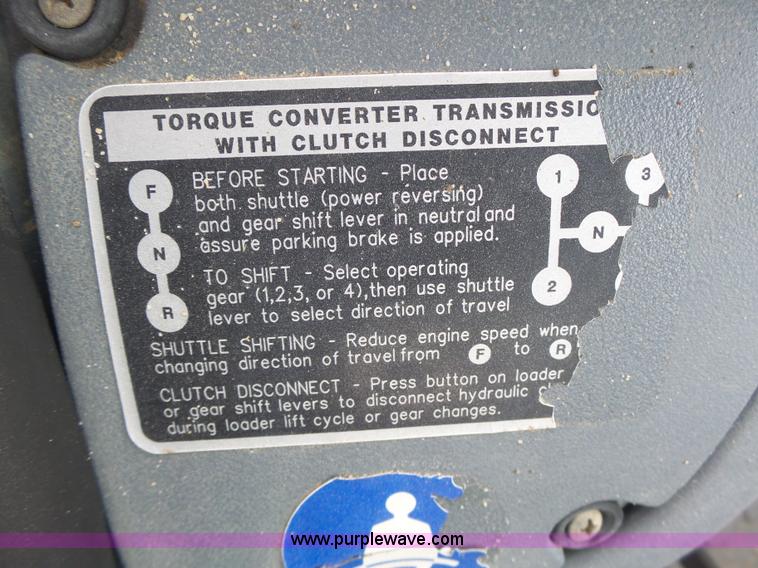 TORQUE CONVERTER TRANSMISSIO
WITH CLUTCH DISCONNECT
F
N
R
BEFORE STARTING - Place
both shuttle (power reversing)
and gear shift lever in neutral and
assure parking brake is applied.
TO SHIFT - Select operating
gear (1,2,3, or 4),then use shuttle
lever to select direction of travel
1
3
N
2
SHUTTLE SHIFTING - Reduce engine speed when
changing direction of travel from F to R
CLUTCH DISCONNECT - Press button on loader
or gear shift levers to disconnect hydraulic
during loader lift cycle or gear changes.
www.purplewave.com